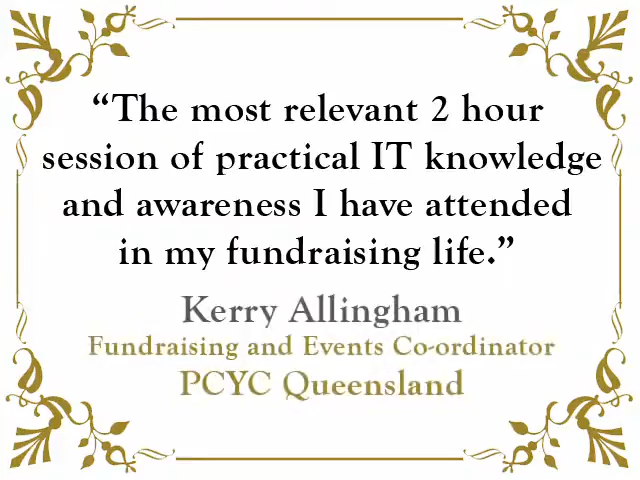 “The most relevant 2 hour
session of practical IT knowledge
and awareness I have attended
in my fundraising life.”
Kerry Allingham
Fundraising and Events Co-ordinator
PCYC Queensland